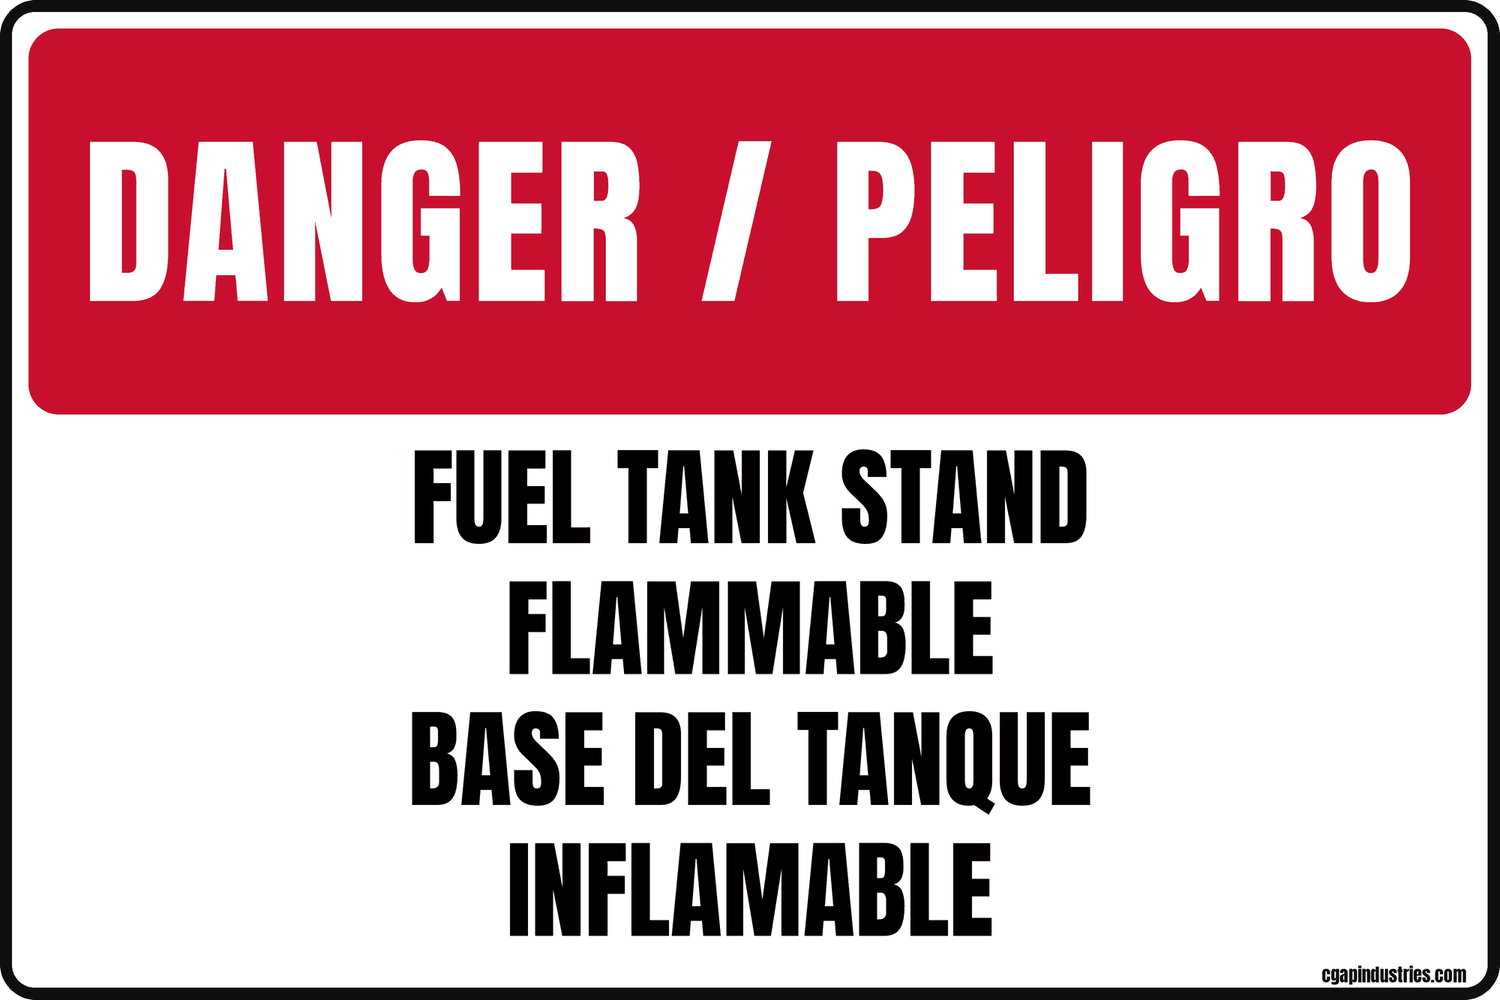 DANGER / PELIGRO
FUEL TANK STAND
FLAMMABLE
BASE DEL TANQUE
INFLAMABLE
cgapindustries.com